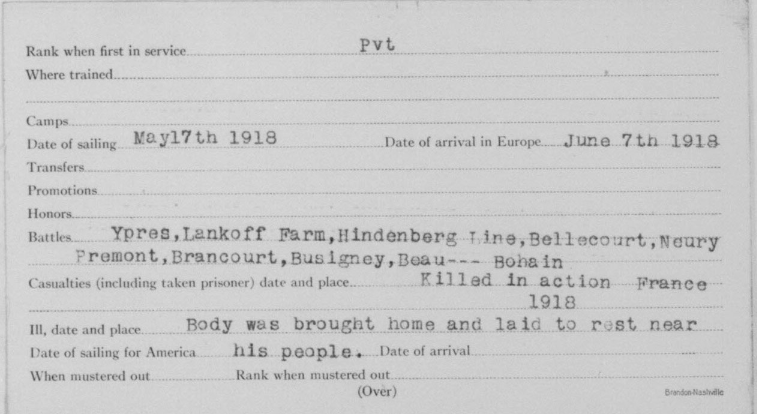 Rank when first in service Pvt
Where trained
Camps
Date of sailing May17th 1918 Date of arrival in Europe June 7th 1918
Transfers
Promotions
Honors
Battles Ypres,Lankoff Farm,Hindenberg Line,Bellecourt,Neury
Premont,Brancourt,Busigney,Beau--- Bohain
Casualties (including taken prisoner) date and place Killed in action France
1918
Ill, date and place Body was brought home and laid to rest near
Date of sailing for America his people. Date of arrival
When mustered out Rank when mustered out
(Over)
Brandon-Nashville